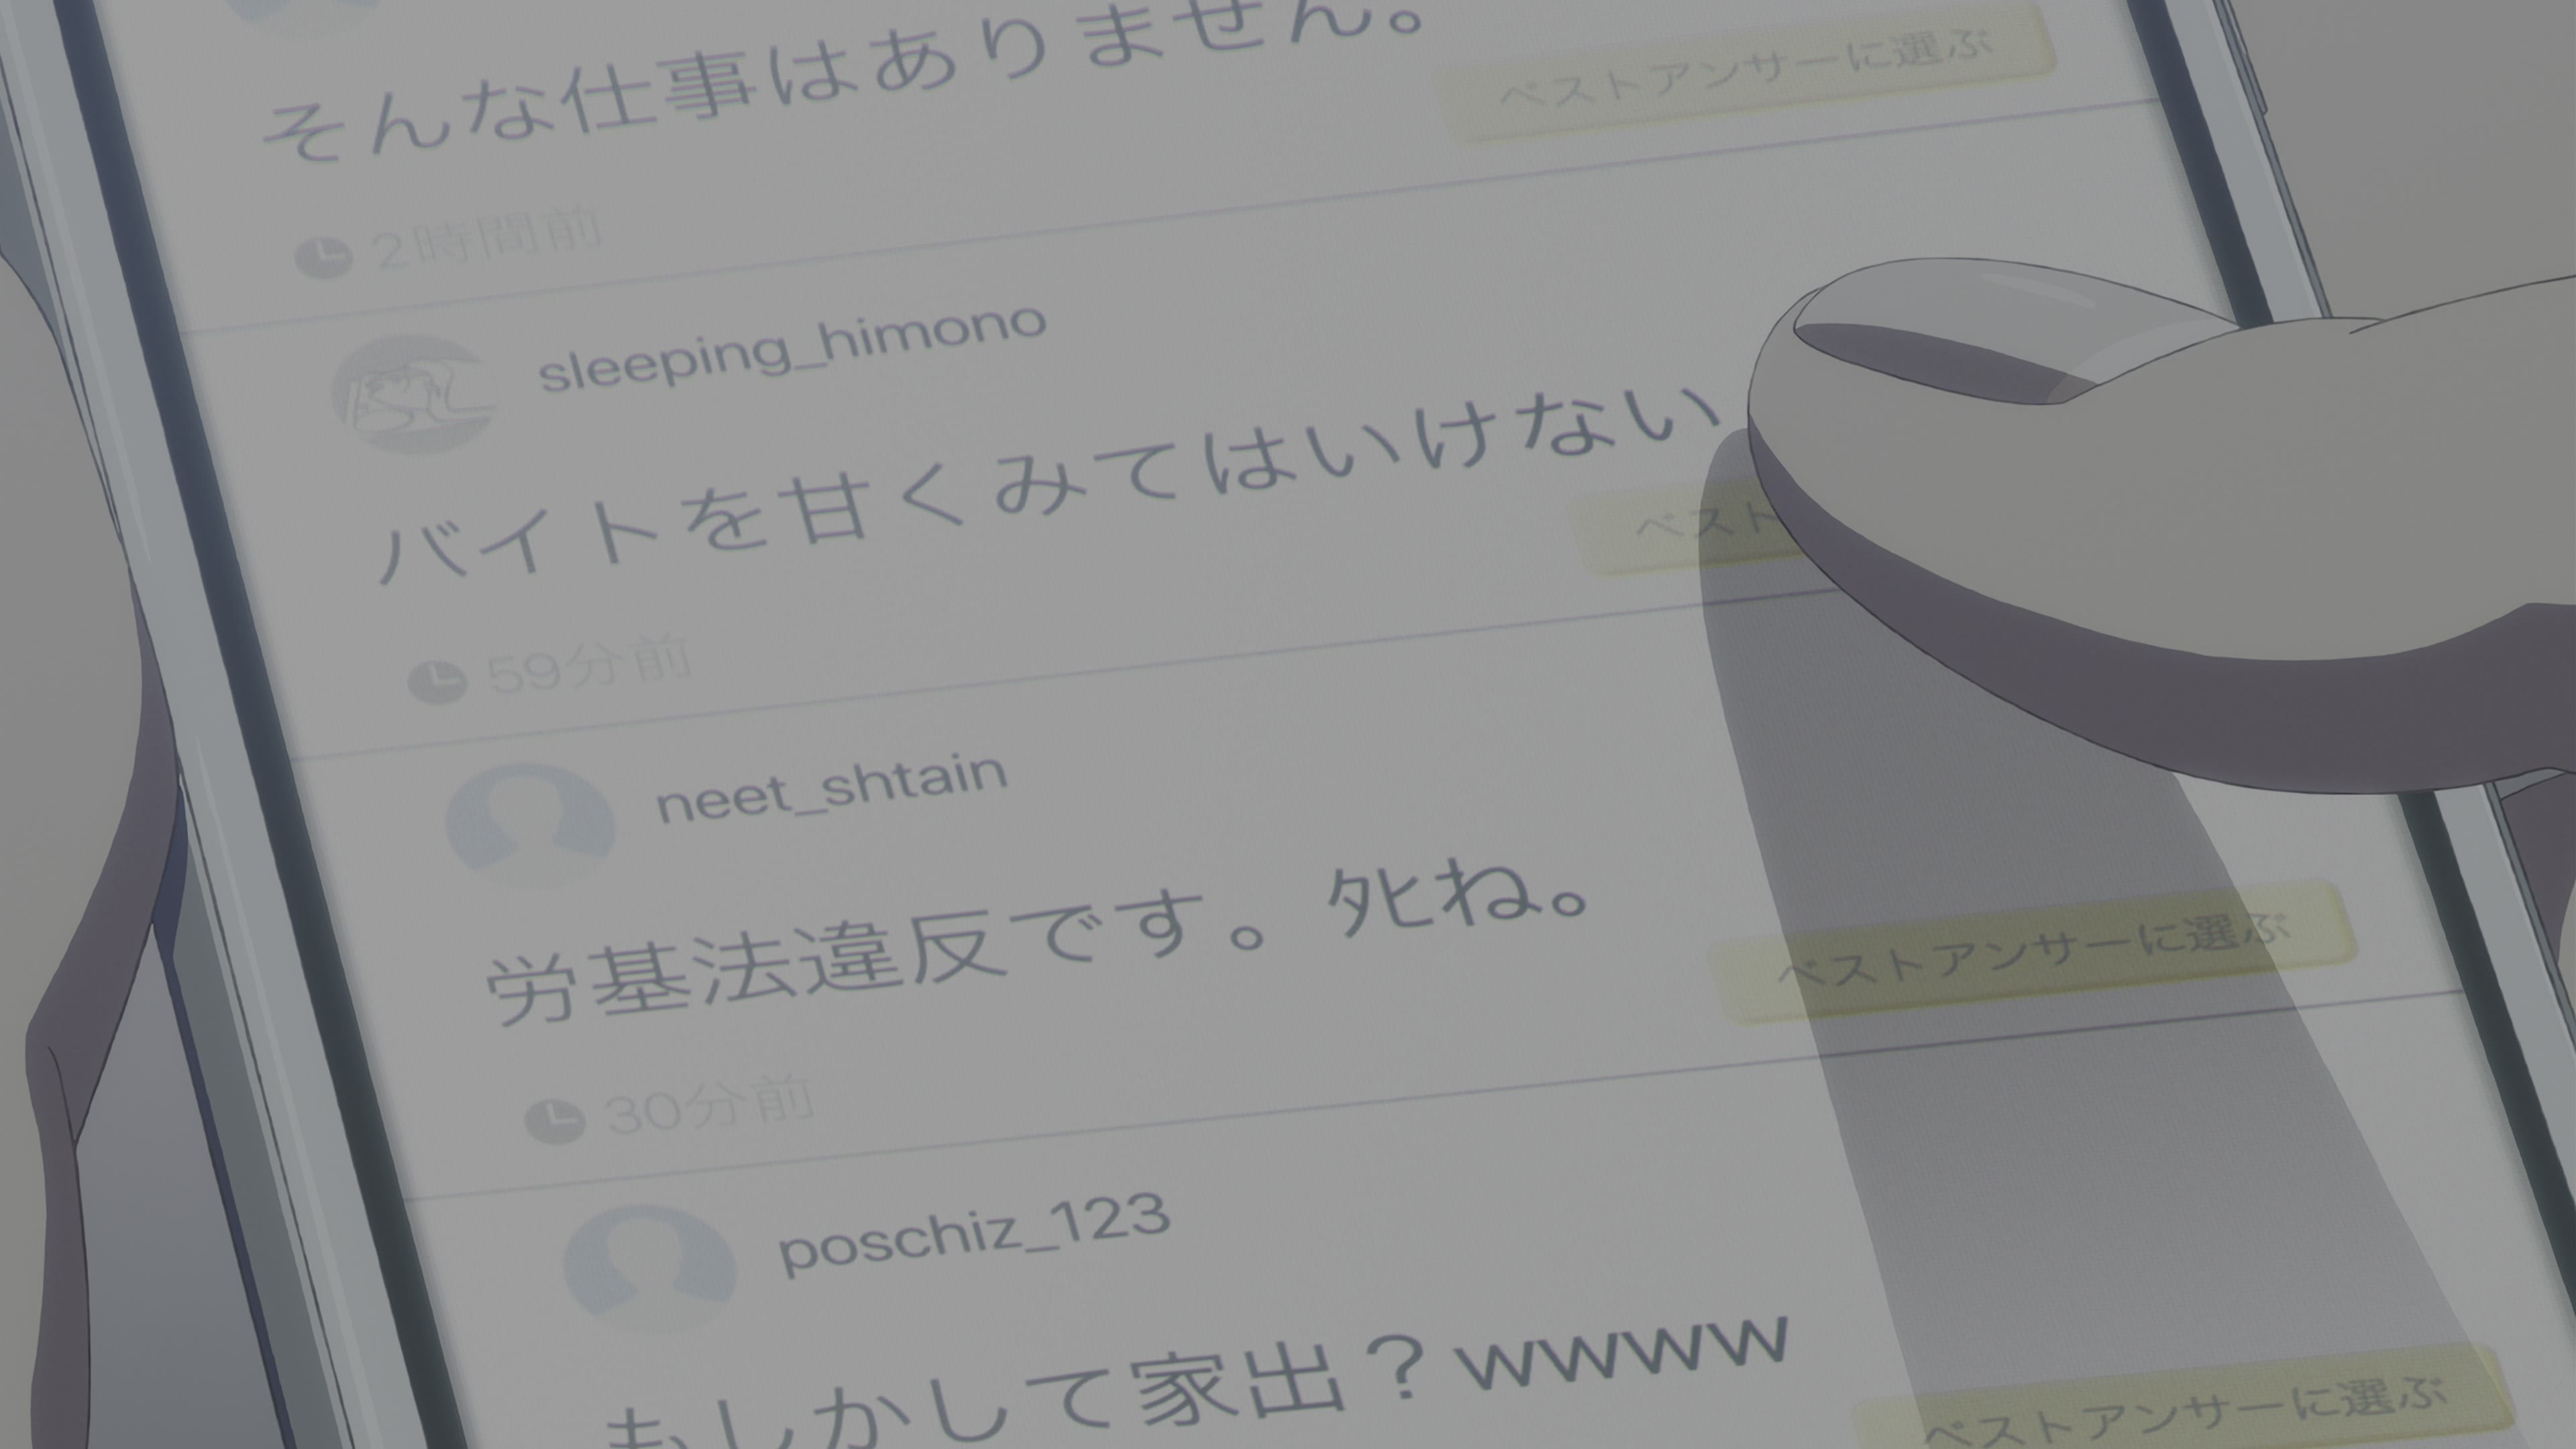 そんな仕事はありません。
ベストアンサーに選ぶ
2時間前
sleeping_himono
バイトを甘くみてはいけない
ベスト
59分前
neet_shtain
労基法違反です。死ね。
ベストアンサーに選ぶ
30分前
poschiz_123
もしかして家出？wwww
ベストアンサーに選ぶ